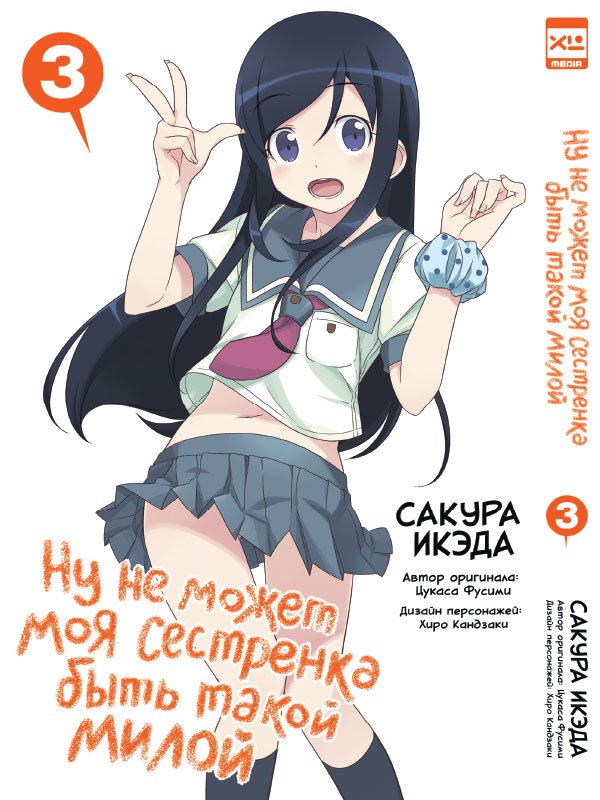 3
САКУРА
ИКЭДА
Автор оригинала:
Цукаса Фусими
Дизайн персонажей:
Хиро Кандзаки
Ну не может
моя сестренка
быть такой
милой
XL
MEDIA
Ну не может моя сестренка
быть такой милой
3
САКУРА ИКЭДА
Автор оригинала: Цукаса Фусими
Дизайн персонажей: Хиро Кандзаки